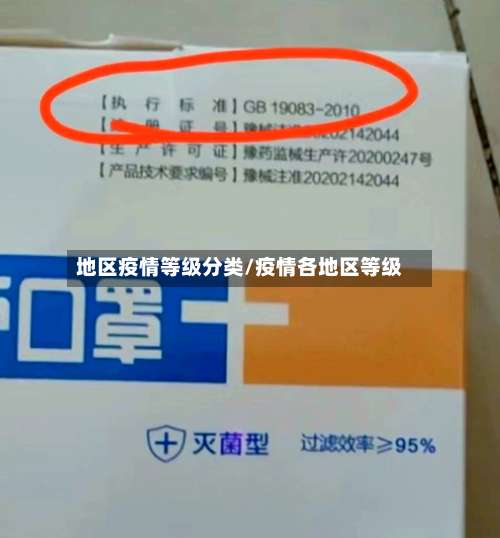 【执行标准】GB 19083-2010
【注册证号】豫械注准20202142044
【生产许可证】豫药监械生产许20200247号
【产品技术要求编号】豫械注准20202142044
地区疫情等级分类/疫情各地区等级
口罩
灭菌型
过滤效率≥95%